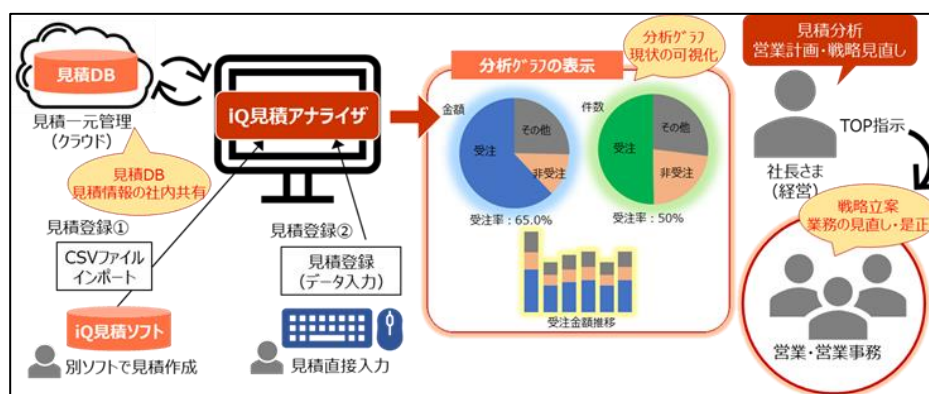 見積DB
見積一元管理
(クラウド)
見積DB
見積情報の社内共有
見積登録①
CSVファイル
インポート
iQ見積ソフト
別ソフトで見積作成
iQ見積アナライザ
見積登録②
見積登録
(データ入力)
見積直接入力
分析グラフの表示
分析グラフ
現状の可視化
金額
その他
受注
非受注
受注率：65.0%
件数
その他
受注
非受注
受注率：50%
受注金額推移
見積分析
営業計画・戦略見直し
TOP指示
社長さま
(経営)
戦略立案
業務の見直し・是正
営業・営業事務